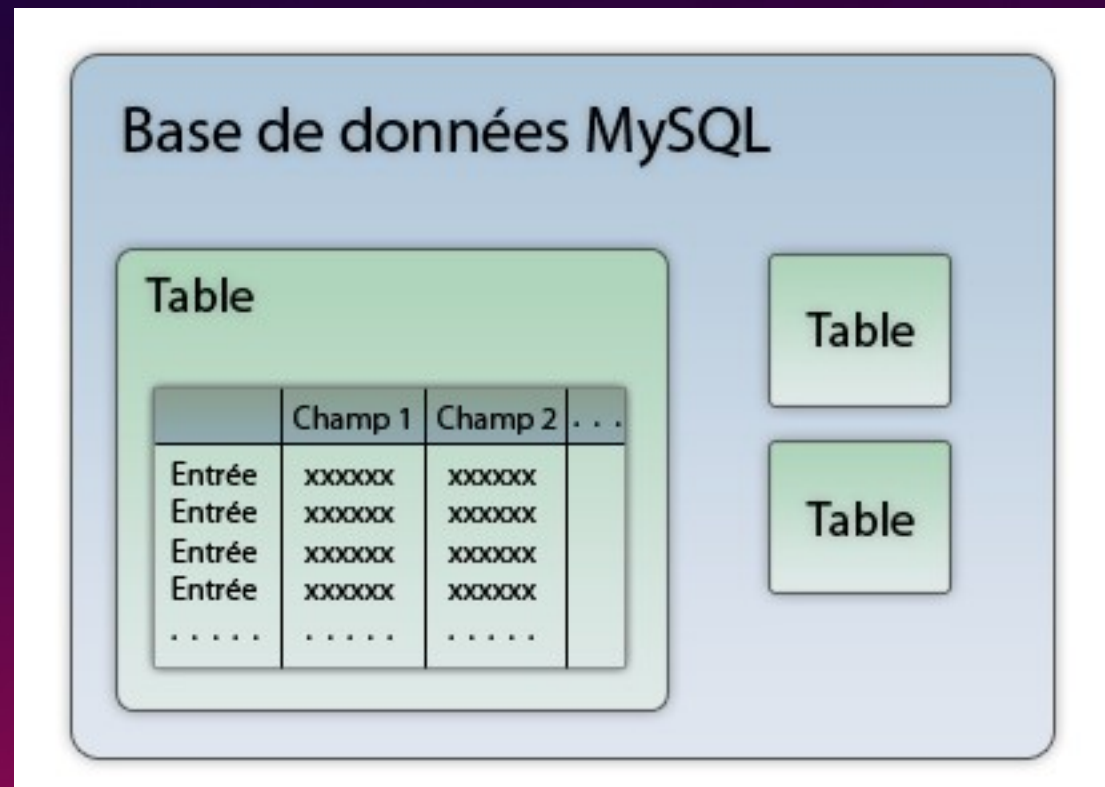 Base de données MySQL
Table
Champ 1 Champ 2 . . .
Entrée xxxxxx xxxxxx
Entrée xxxxxx xxxxxx
Entrée xxxxxx xxxxxx
Entrée xxxxxx xxxxxx
. . . . . . . . . . . . . . .
Table
Table